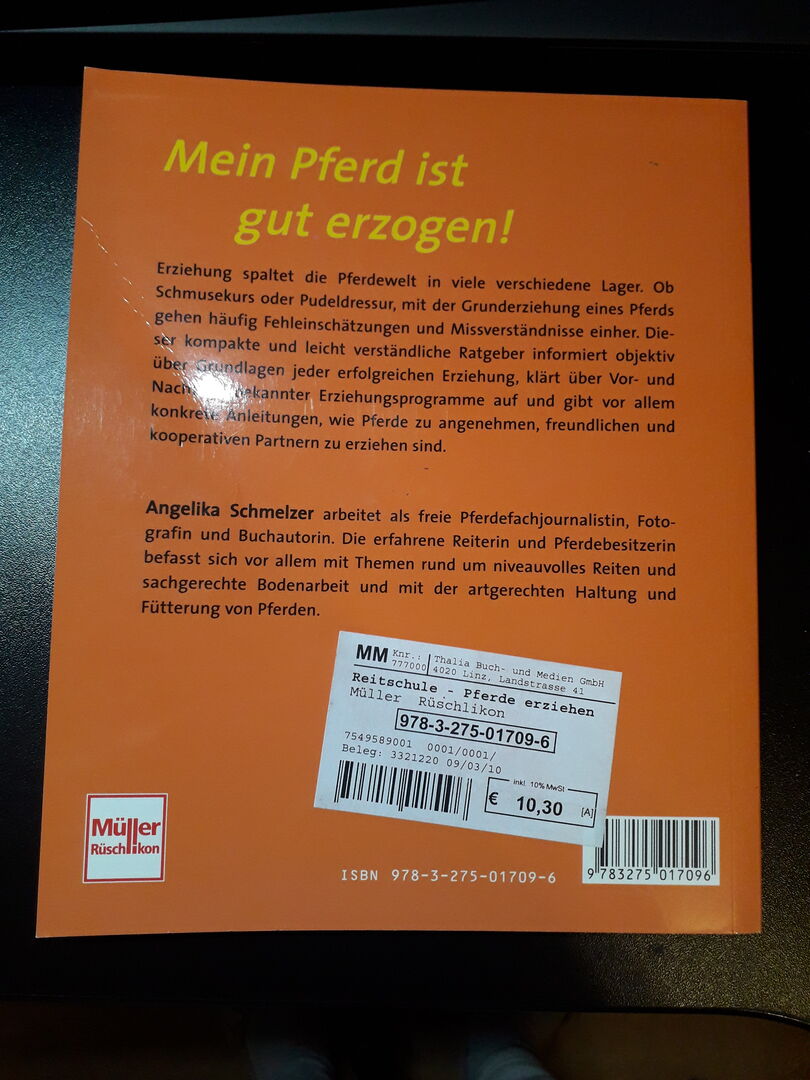 Mein Pferd ist
gut erzogen!
Erziehung spaltet die Pferdewelt in viele verschiedene Lager. Ob
Schmusekurs oder Pudeldressur, mit der Grunderziehung eines Pferds
gehen häufig Fehleinschätzungen und Missverständnisse einher. Die-
ser kompakte und leicht verständliche Ratgeber informiert objektiv
über Grundlagen jeder erfolgreichen Erziehung, klärt über Vor- und
bekannter Erziehungsprogramme auf und gibt vor allem
konkrete Anleitungen, wie Pferde zu angenehmen, freundlichen und
kooperativen Partnern zu erziehen sind.
Angelika Schmelzer arbeitet als freie Pferdefachjournalistin, Foto-
grafin und Buchautorin. Die erfahrene Reiterin und Pferdebesitzerin
befasst sich vor allem mit Themen rund um niveauvolles Reiten und
sachgerechte Bodenarbeit und mit der artgerechten Haltung und
Fütterung von Pferden.
MM Knr.: 777000 Thalia Buch- und Medien GmbH
4020 Linz, Landstrasse 41
Reitschule - Pferde erziehen
Müller Rüschlikon
978-3-275-01709-6
7549589001 0001/0001/
Beleg: 3321220 09/03/10
inkl. 10% MwSt
€ 10,30 [A]
Müller
Rüschlikon
ISBN 978-3-275-01709-6
9 783275 017096